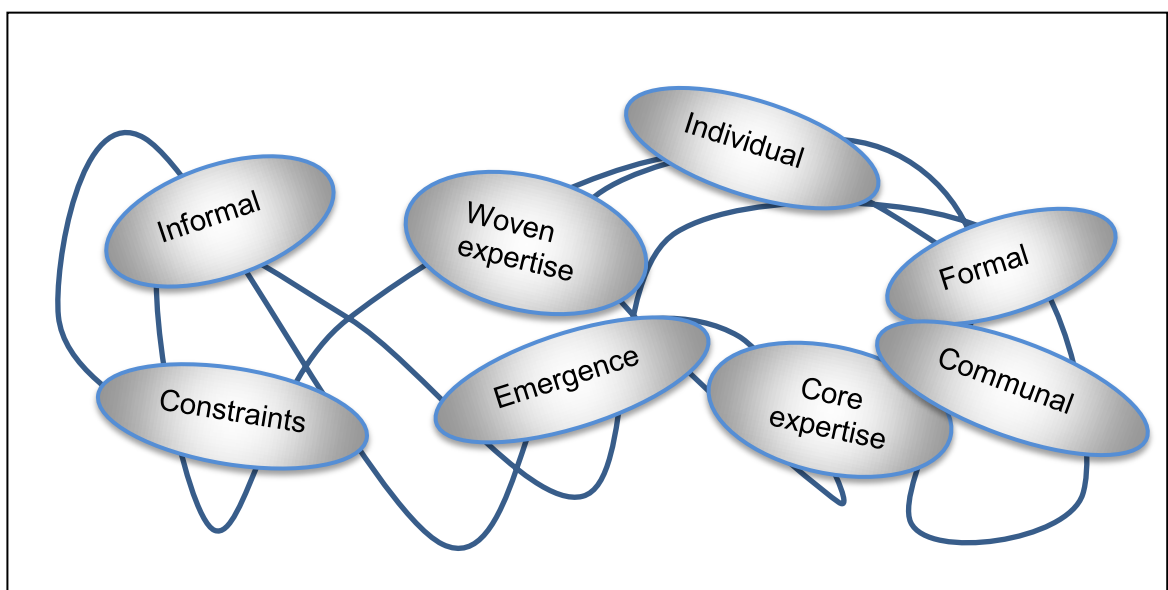 Individual
Informal
Woven
expertise
Formal
Emergence
Communal
Constraints
Core
expertise